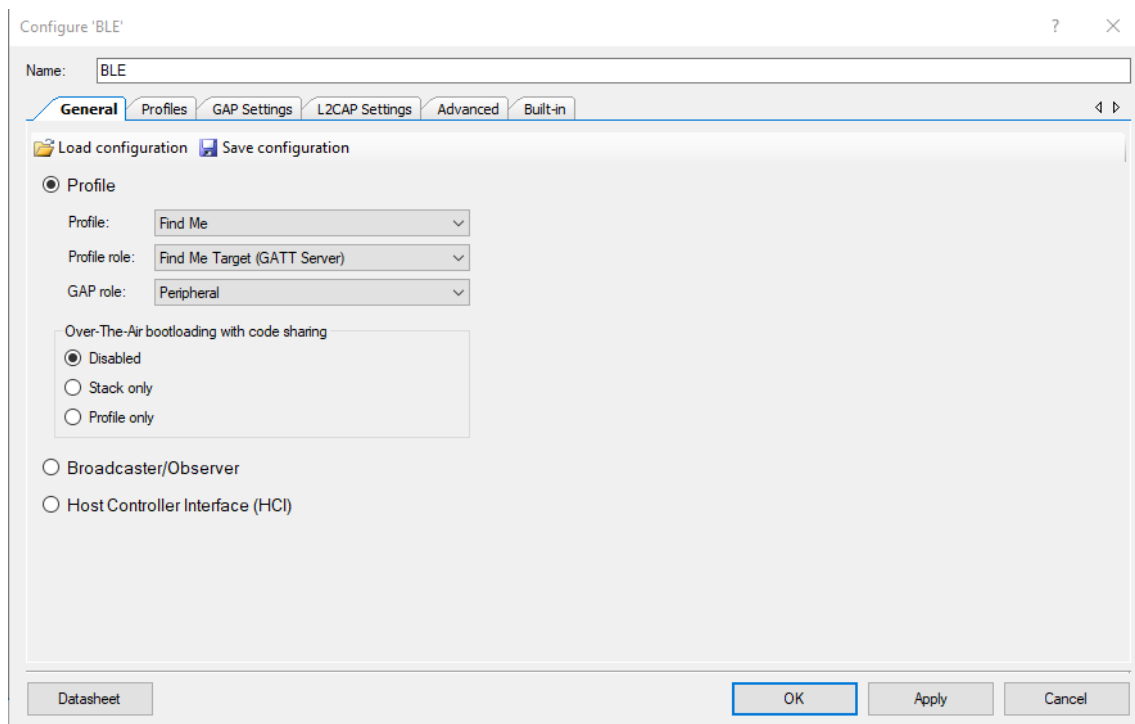 Configure 'BLE'
?
Name: BLE
General Profiles GAP Settings L2CAP Settings Advanced Built-in
Load configuration Save configuration
Profile
Profile: Find Me
Profile role: Find Me Target (GATT Server)
GAP role: Peripheral
Over-The-Air bootloading with code sharing
Disabled
Stack only
Profile only
Broadcaster/Observer
Host Controller Interface (HCI)
Datasheet OK Apply Cancel